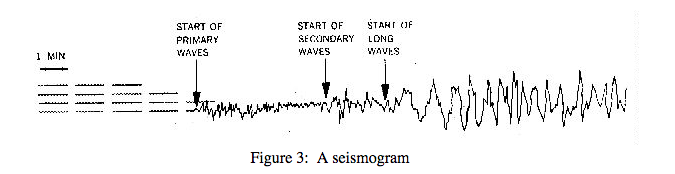 START OF
PRIMARY
WAVES
START OF
SECONDARY
WAVES
START OF
LONG
WAVES
1 MIN
Figure 3: A seismogram